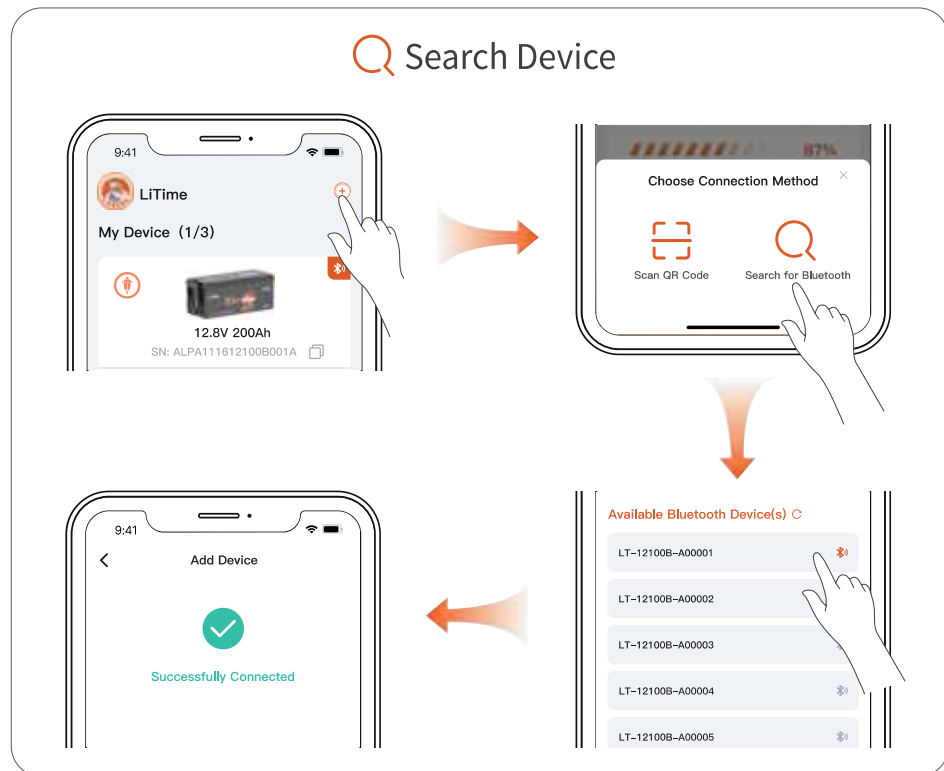 Search Device
9:41
LiTime
My Device (1/3)
12.8V 200Ah
SN: ALPA111612100B001A
87%
Choose Connection Method
Scan QR Code
Search for Bluetooth
Available Bluetooth Device(s)
LT-12100B-A00001
LT-12100B-A00002
LT-12100B-A00003
LT-12100B-A00004
LT-12100B-A00005
9:41
Add Device
Successfully Connected